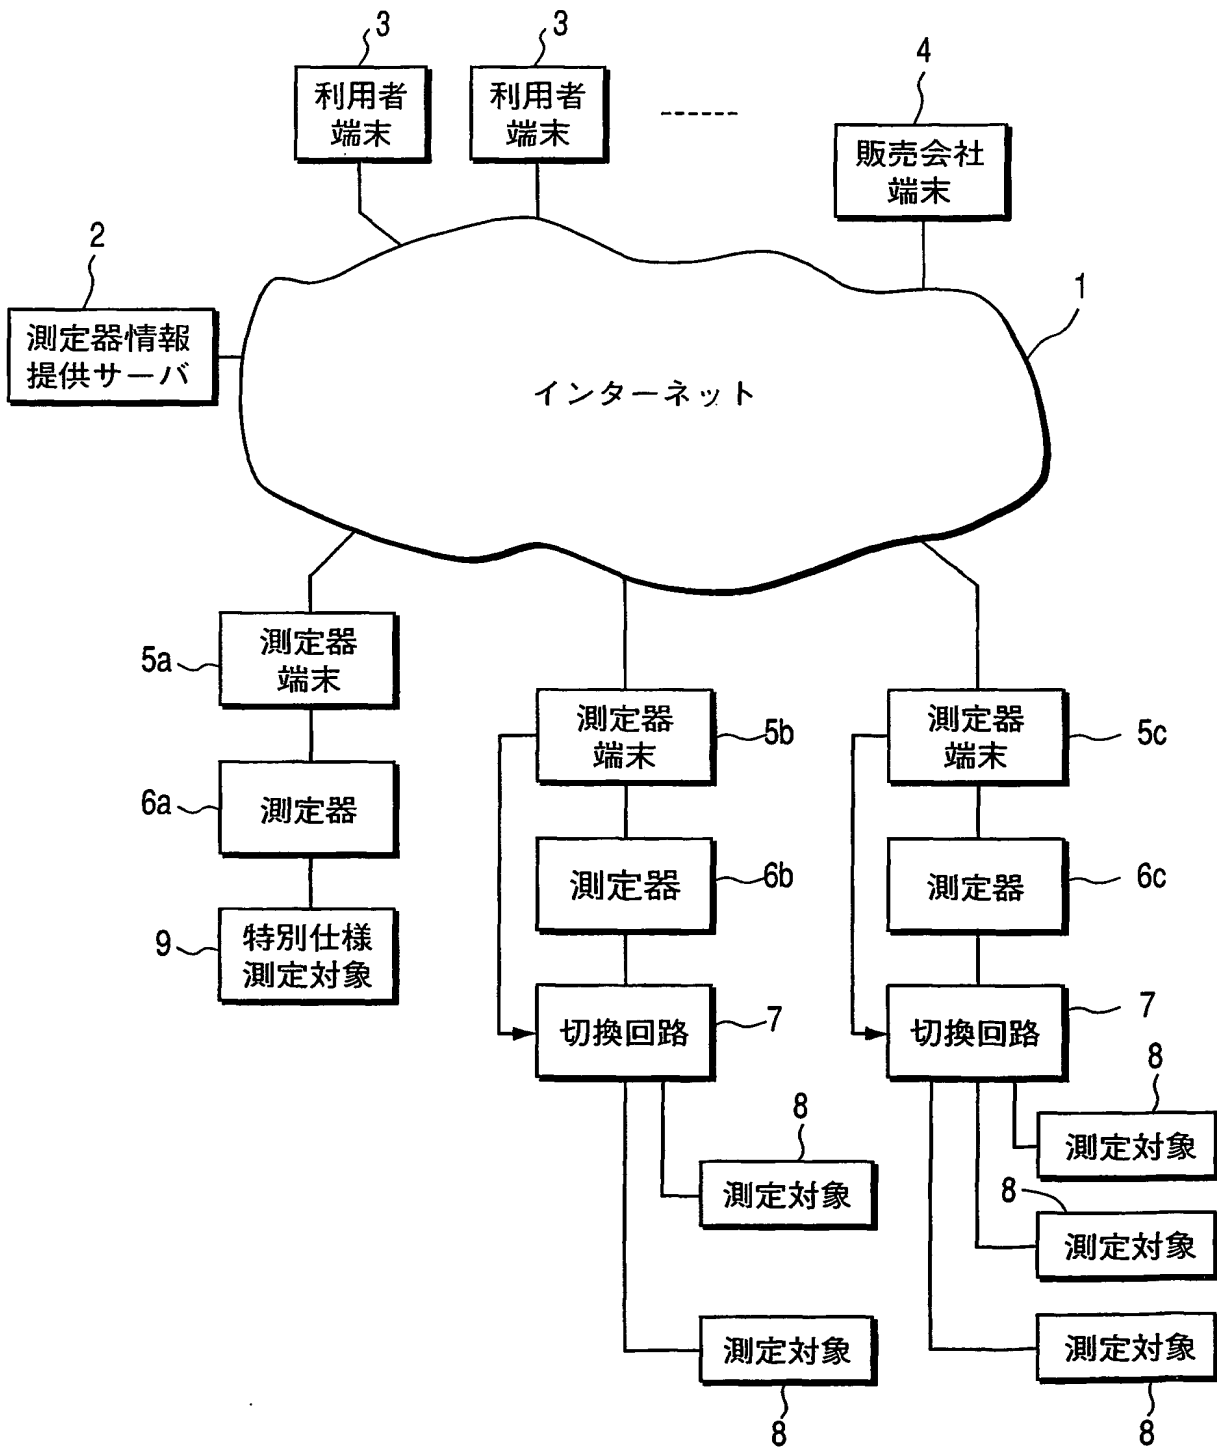 3
3
4
利用者
端末
利用者
端末
販売会社
端末
2
1
測定器情報
提供サーバ
インターネット
5a
測定器
端末
測定器
端末
5b
測定器
端末
5c
6a
測定器
測定器
6b
測定器
6c
9
特別仕様
測定対象
切換回路
7
切換回路
7
8
測定対象
8
測定対象
8
測定対象
測定対象
8
測定対象
8